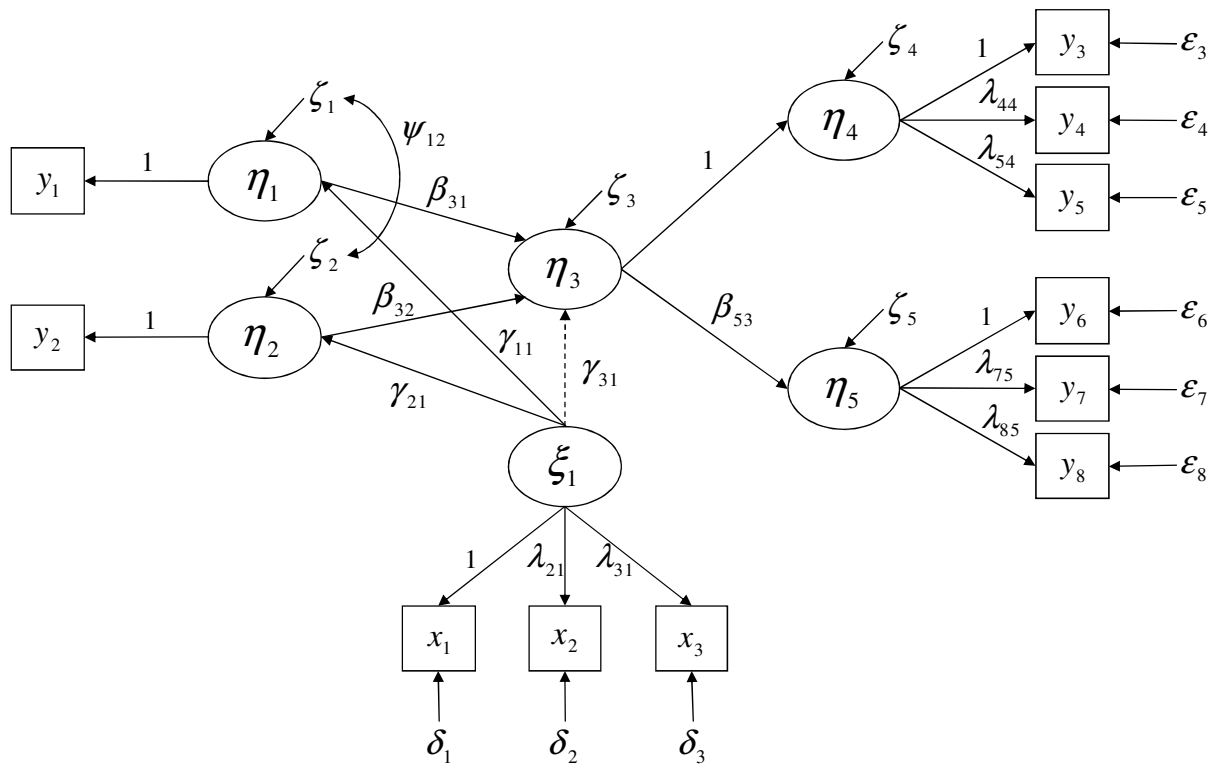 ζ₄
1
y₃
ε₃
ζ₁
λ₄₄
ψ₁₂
η₄
y₄
ε₄
y₁
1
η₁
1
λ₅₄
β₃₁
ζ₃
y₅
ε₅
ζ₂
η₃
β₃₂
β₅₃
ζ₅
1
y₆
ε₆
y₂
1
η₂
γ₁₁
λ₇₅
γ₃₁
η₅
y₇
ε₇
γ₂₁
λ₈₅
ξ₁
y₈
ε₈
1
λ₂₁
λ₃₁
x₁
x₂
x₃
δ₁
δ₂
δ₃